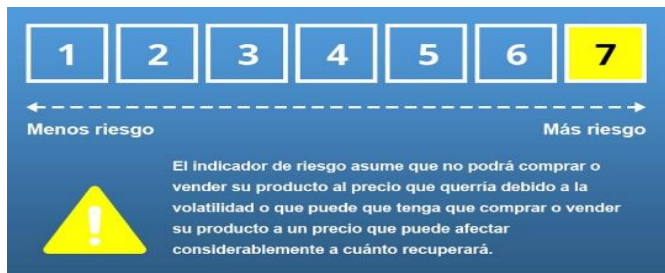 1 2 3 4 5 6 7
Menos riesgo Más riesgo
El indicador de riesgo asume que no podrá comprar o
vender su producto al precio que querría debido a la
volatilidad o que puede que tenga que comprar o vender
su producto a un precio que puede afectar
considerablemente a cuánto recuperará.